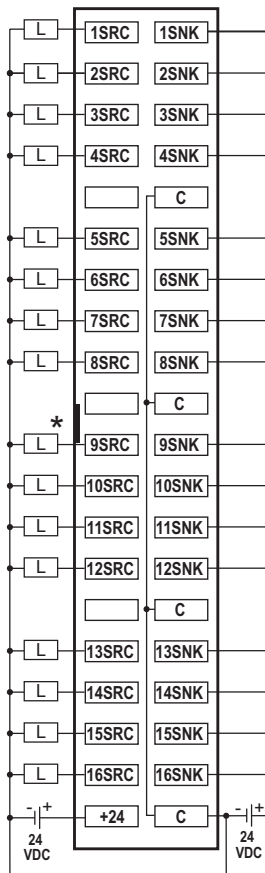 L 1SRC 1SNK
L 2SRC 2SNK
L 3SRC 3SNK
L 4SRC 4SNK
C
L 5SRC 5SNK
L 6SRC 6SNK
L 7SRC 7SNK
L 8SRC 8SNK
C
*
L 9SRC 9SNK
L 10SRC 10SNK
L 11SRC 11SNK
L 12SRC 12SNK
C
L 13SRC 13SNK
L 14SRC 14SNK
L 15SRC 15SNK
L 16SRC 16SNK
- + +24 C - +
24 24
VDC VDC